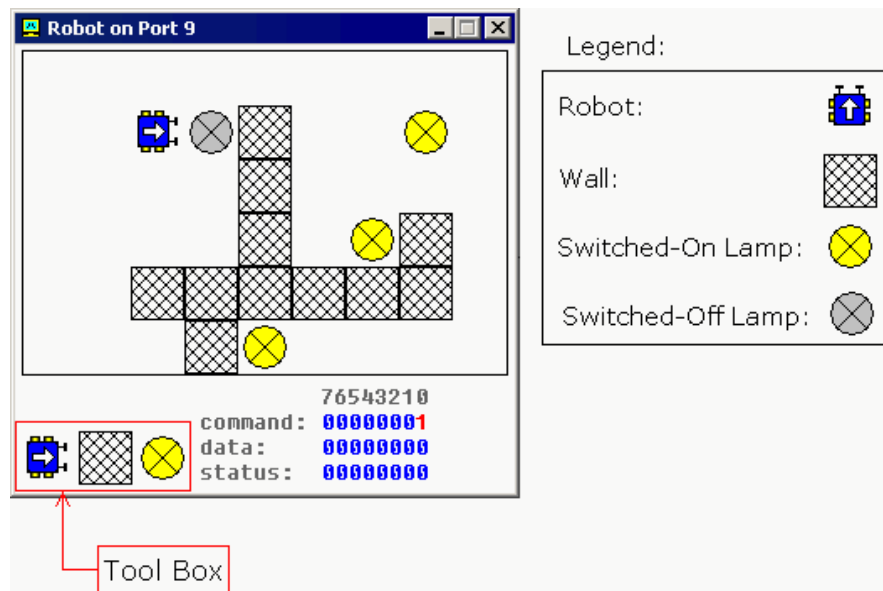 Robot on Port 9
76543210
command: 00000001
data: 00000000
status: 00000000
Tool Box
Legend:
Robot:
Wall:
Switched-On Lamp:
Switched-Off Lamp: